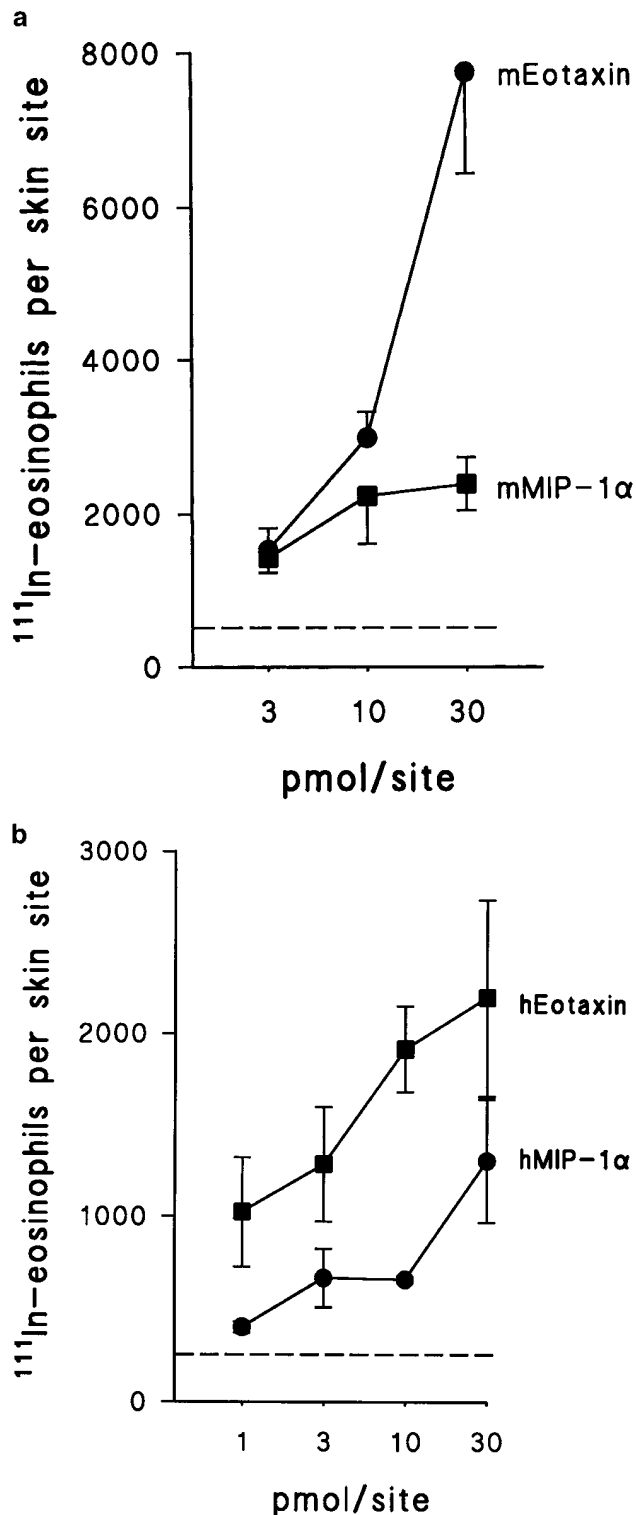 a
8000
mEotaxin
6000
4000
mMIP-1α
2000
0
3 10 30
pmol/site
¹¹¹In-eosinophils per skin site
b
3000
hEotaxin
2000
hMIP-1α
1000
0
1 3 10 30
pmol/site
¹¹¹In-eosinophils per skin site